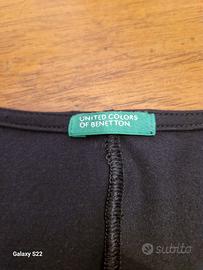 UNITED COLORS
OF BENETTON.
Galaxy S22
subito